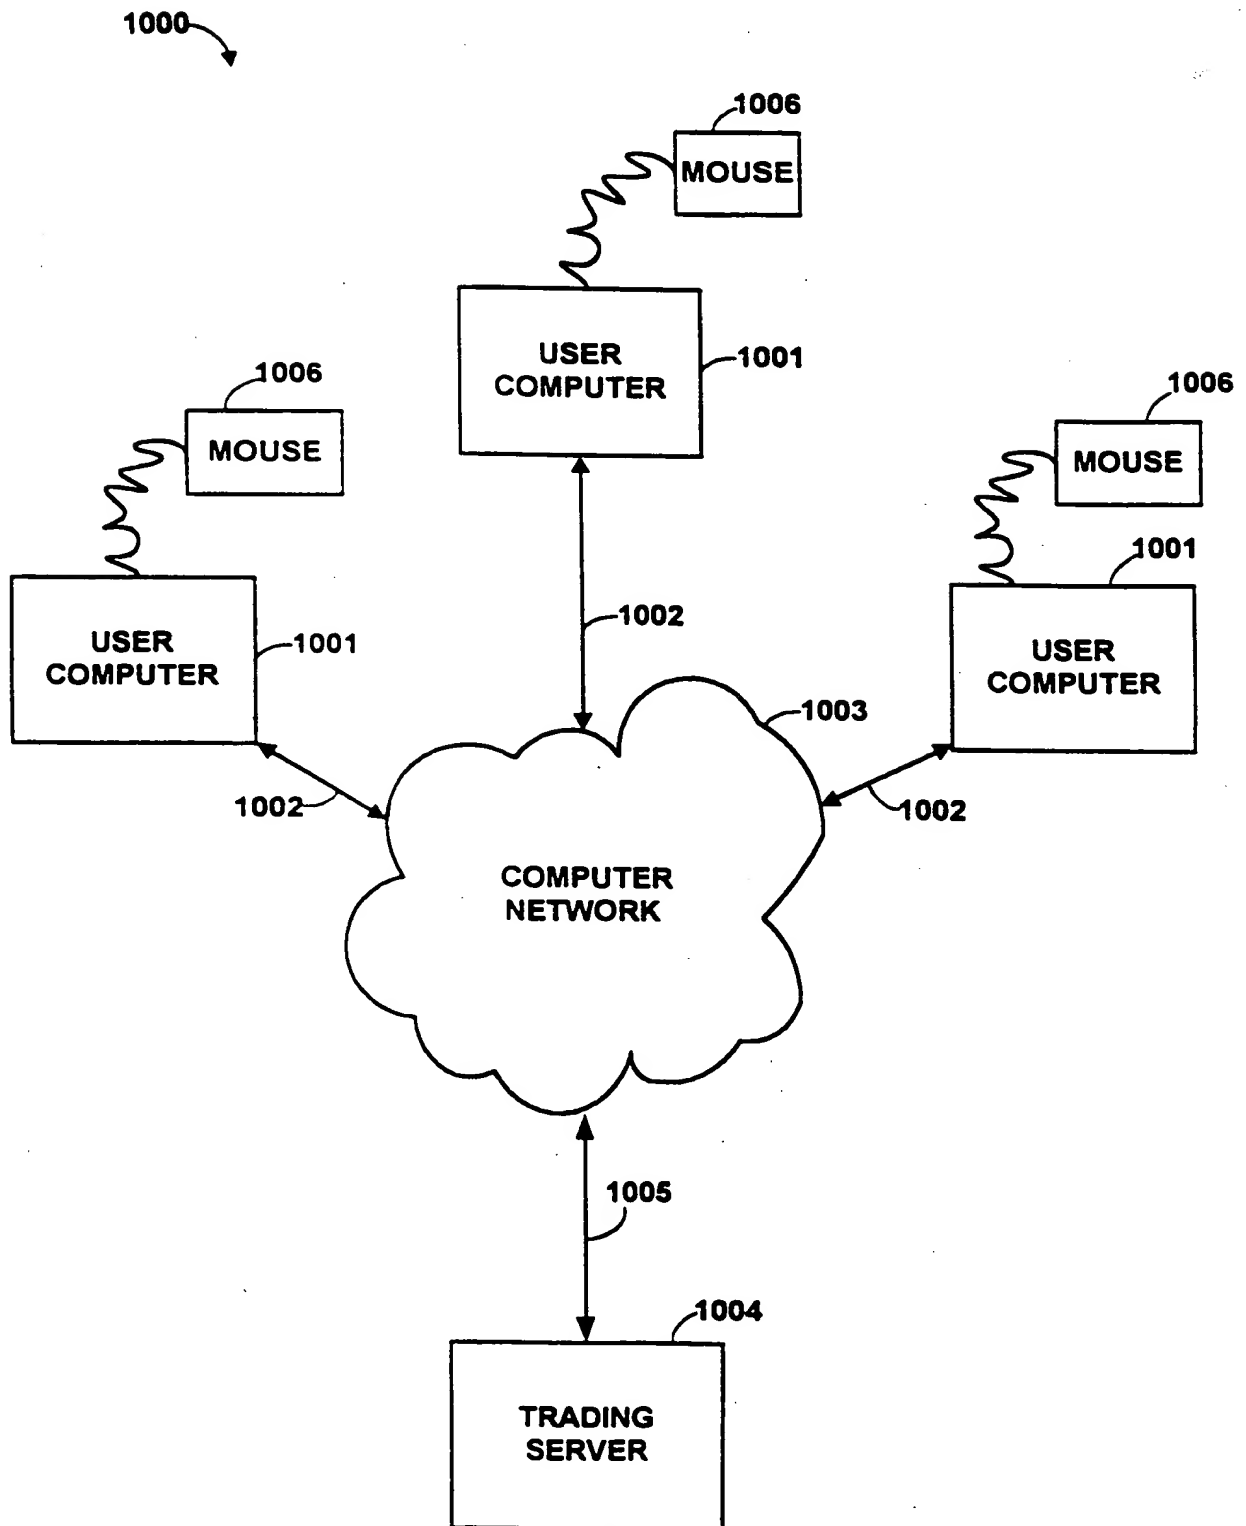 1000
1006
MOUSE
USER
COMPUTER
1001
1006
MOUSE
1006
MOUSE
1001
USER
COMPUTER
1001
USER
COMPUTER
1002
1003
1002
1002
COMPUTER
NETWORK
1005
1004
TRADING
SERVER